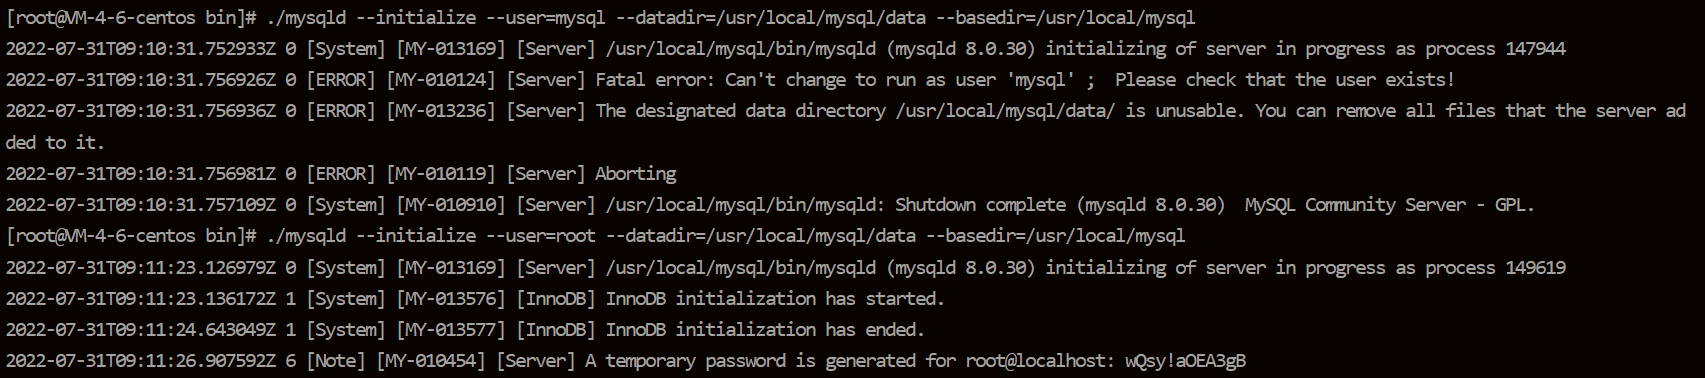 [root@VM-4-6-centos bin]# ./mysqld --initialize --user=mysql --datadir=/usr/local/mysql/data --basedir=/usr/local/mysql
2022-07-31T09:10:31.752933Z 0 [System] [MY-013169] [Server] /usr/local/mysql/bin/mysqld (mysqld 8.0.30) initializing of server in progress as process 147944
2022-07-31T09:10:31.756926Z 0 [ERROR] [MY-010124] [Server] Fatal error: Can't change to run as user 'mysql' ;  Please check that the user exists!
2022-07-31T09:10:31.756936Z 0 [ERROR] [MY-013236] [Server] The designated data directory /usr/local/mysql/data/ is unusable. You can remove all files that the server ad
ded to it.
2022-07-31T09:10:31.756981Z 0 [ERROR] [MY-010119] [Server] Aborting
2022-07-31T09:10:31.757109Z 0 [System] [MY-010910] [Server] /usr/local/mysql/bin/mysqld: Shutdown complete (mysqld 8.0.30)  MySQL Community Server - GPL.
[root@VM-4-6-centos bin]# ./mysqld --initialize --user=root --datadir=/usr/local/mysql/data --basedir=/usr/local/mysql
2022-07-31T09:11:23.126979Z 0 [System] [MY-013169] [Server] /usr/local/mysql/bin/mysqld (mysqld 8.0.30) initializing of server in progress as process 149619
2022-07-31T09:11:23.136172Z 1 [System] [MY-013576] [InnoDB] InnoDB initialization has started.
2022-07-31T09:11:24.643049Z 1 [System] [MY-013577] [InnoDB] InnoDB initialization has ended.
2022-07-31T09:11:26.907592Z 6 [Note] [MY-010454] [Server] A temporary password is generated for root@localhost: wQsy!aOEA3gB